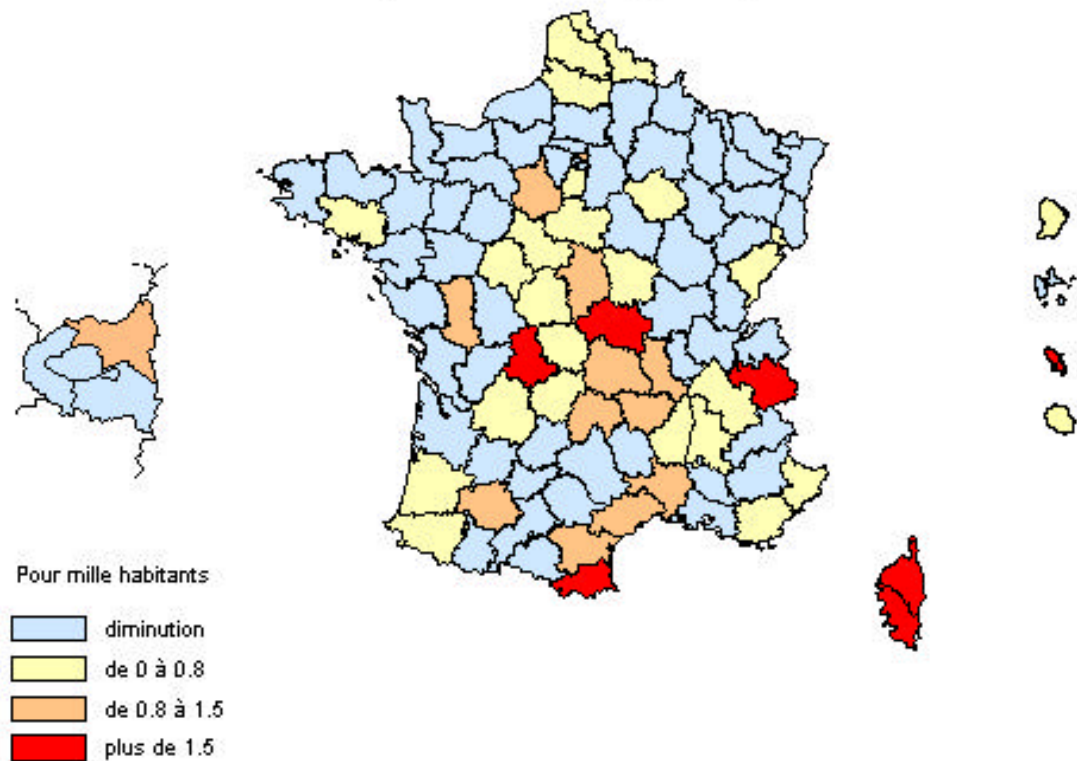 Pour mille habitants
diminution
de 0 à 0.8
de 0.8 à 1.5
plus de 1.5